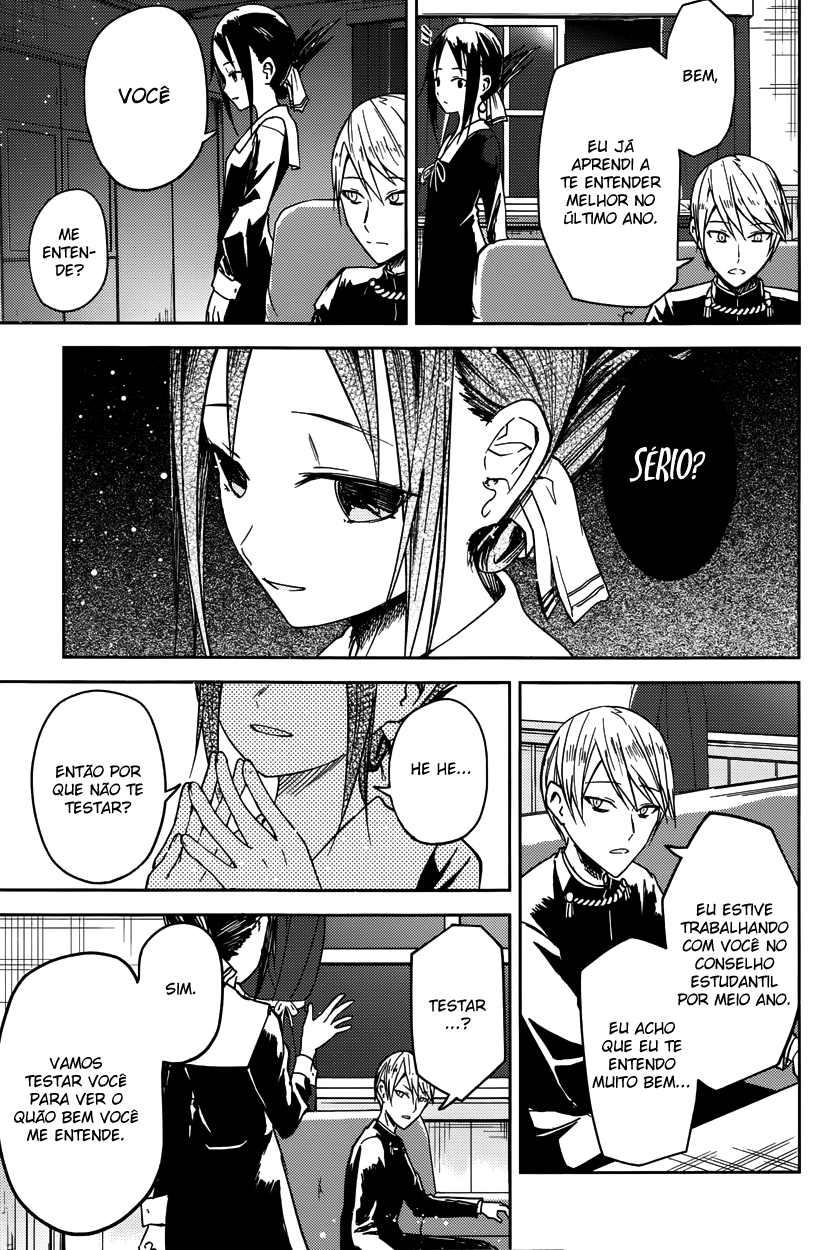 BEM,
EU JÁ
APRENDI A
TE ENTENDER
MELHOR NO
ÚLTIMO ANO.
VOCÊ
ME
ENTEN-
DE?
SÉRIO?
EU ESTIVE
TRABALHANDO
COM VOCÊ NO
CONSELHO
ESTUDANTIL
POR MEIO ANO.
EU ACHO
QUE EU TE
ENTENDO
MUITO BEM...
HE HE...
ENTÃO POR
QUE NÃO TE
TESTAR?
TESTAR
...?
SIM.
VAMOS
TESTAR VOCÊ
PARA VER O
QUÃO BEM VOCÊ
ME ENTENDE.